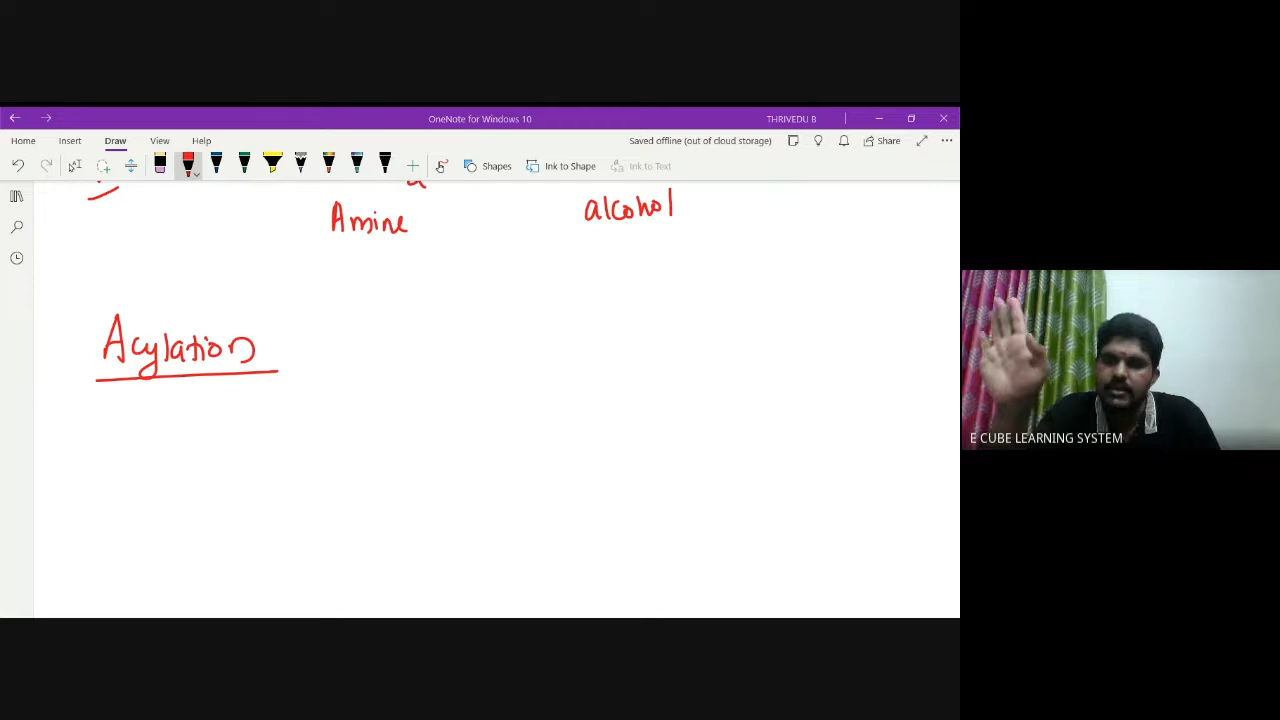 OneNote for Windows 10
THRIVEDU B
Home Insert Draw View Help
Saved offline (out of cloud storage)
Share
Shapes
Ink to Shape
Ink to Text
Amine
alcohol
Acylation
E CUBE LEARNING SYSTEM